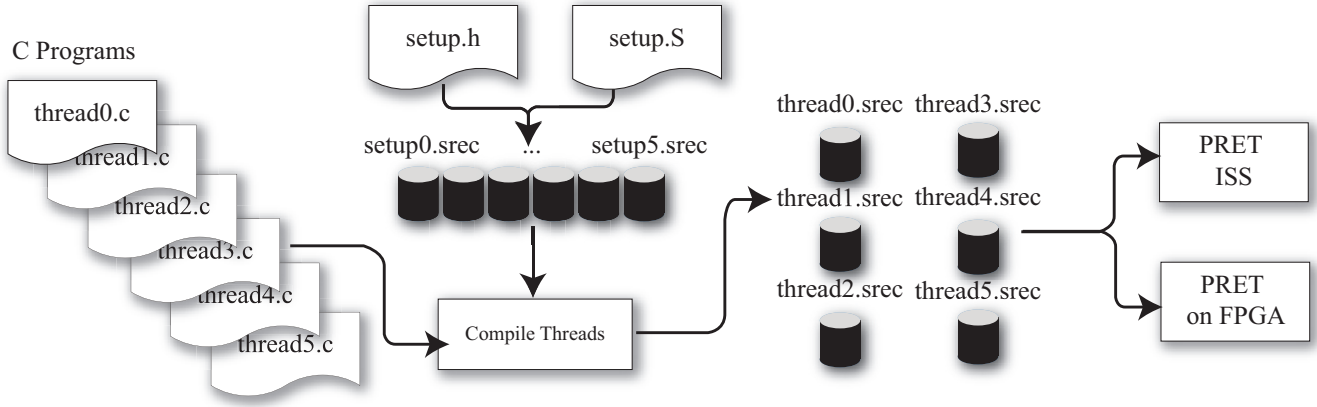 C Programs
thread0.c
thread1.c
thread2.c
thread3.c
thread4.c
thread5.c
setup.h
setup.S
setup0.srec ... setup5.srec
Compile Threads
thread0.srec thread3.srec
thread1.srec thread4.srec
thread2.srec thread5.srec
PRET
ISS
PRET
on FPGA